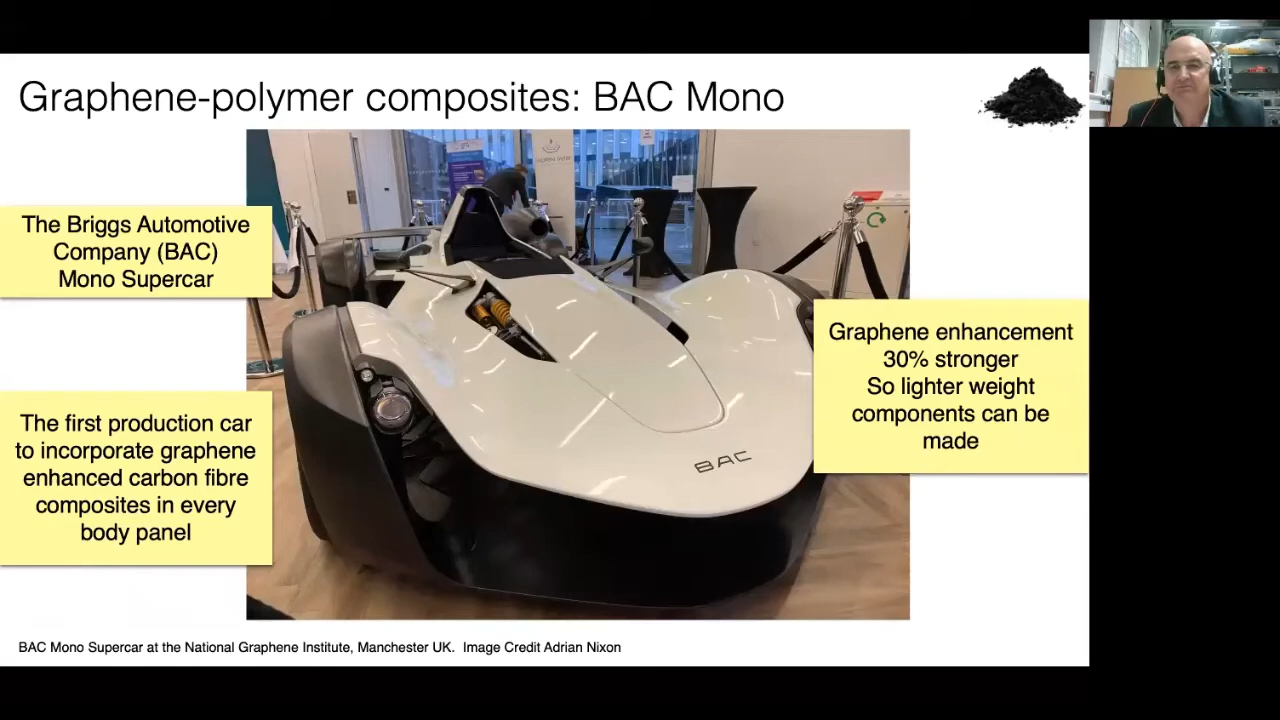 Graphene-polymer composites: BAC Mono
The Briggs Automotive
Company (BAC)
Mono Supercar
The first production car
to incorporate graphene
enhanced carbon fibre
composites in every
body panel
Graphene enhancement
30% stronger
So lighter weight
components can be
made
BAC
BAC Mono Supercar at the National Graphene Institute, Manchester UK.  Image Credit Adrian Nixon